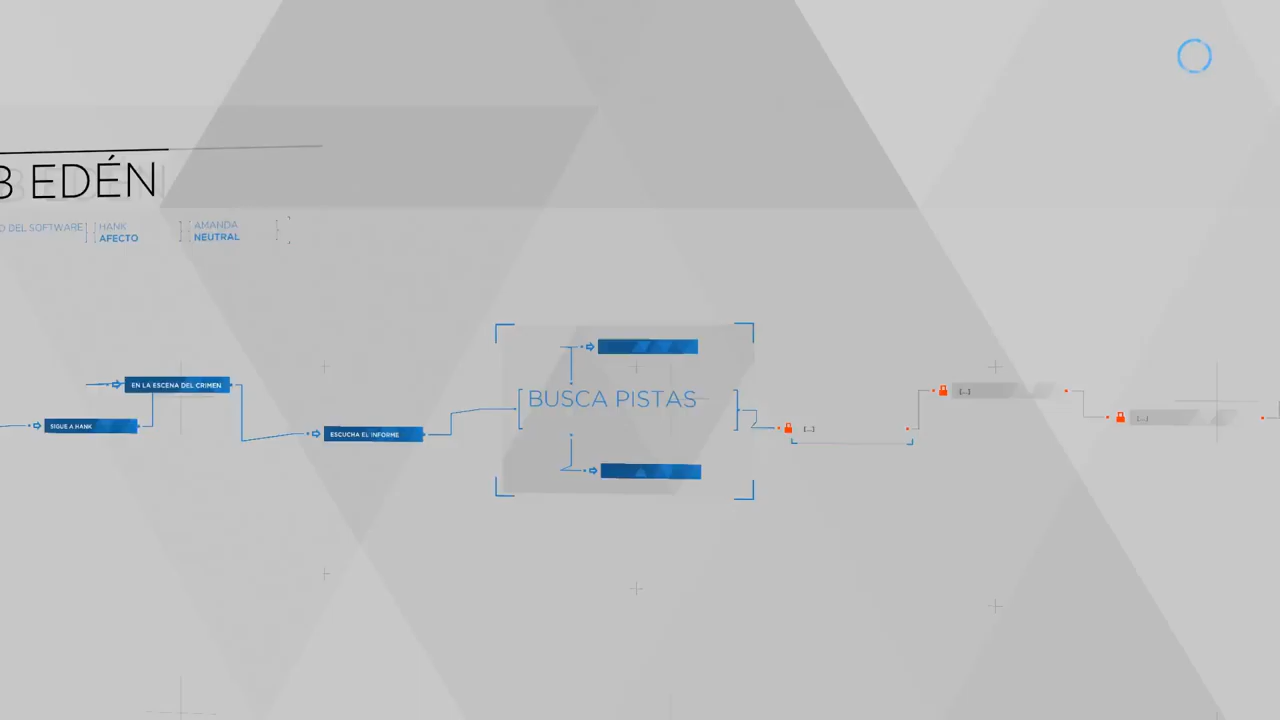 B EDÉN
O DEL SOFTWARE
HANK
AFECTO
AMANDA
NEUTRAL
EN LA ESCENA DEL CRIMEN
SIGUE A HANK
ESCUCHA EL INFORME
BUSCA PISTAS
[...]
[...]
[...]